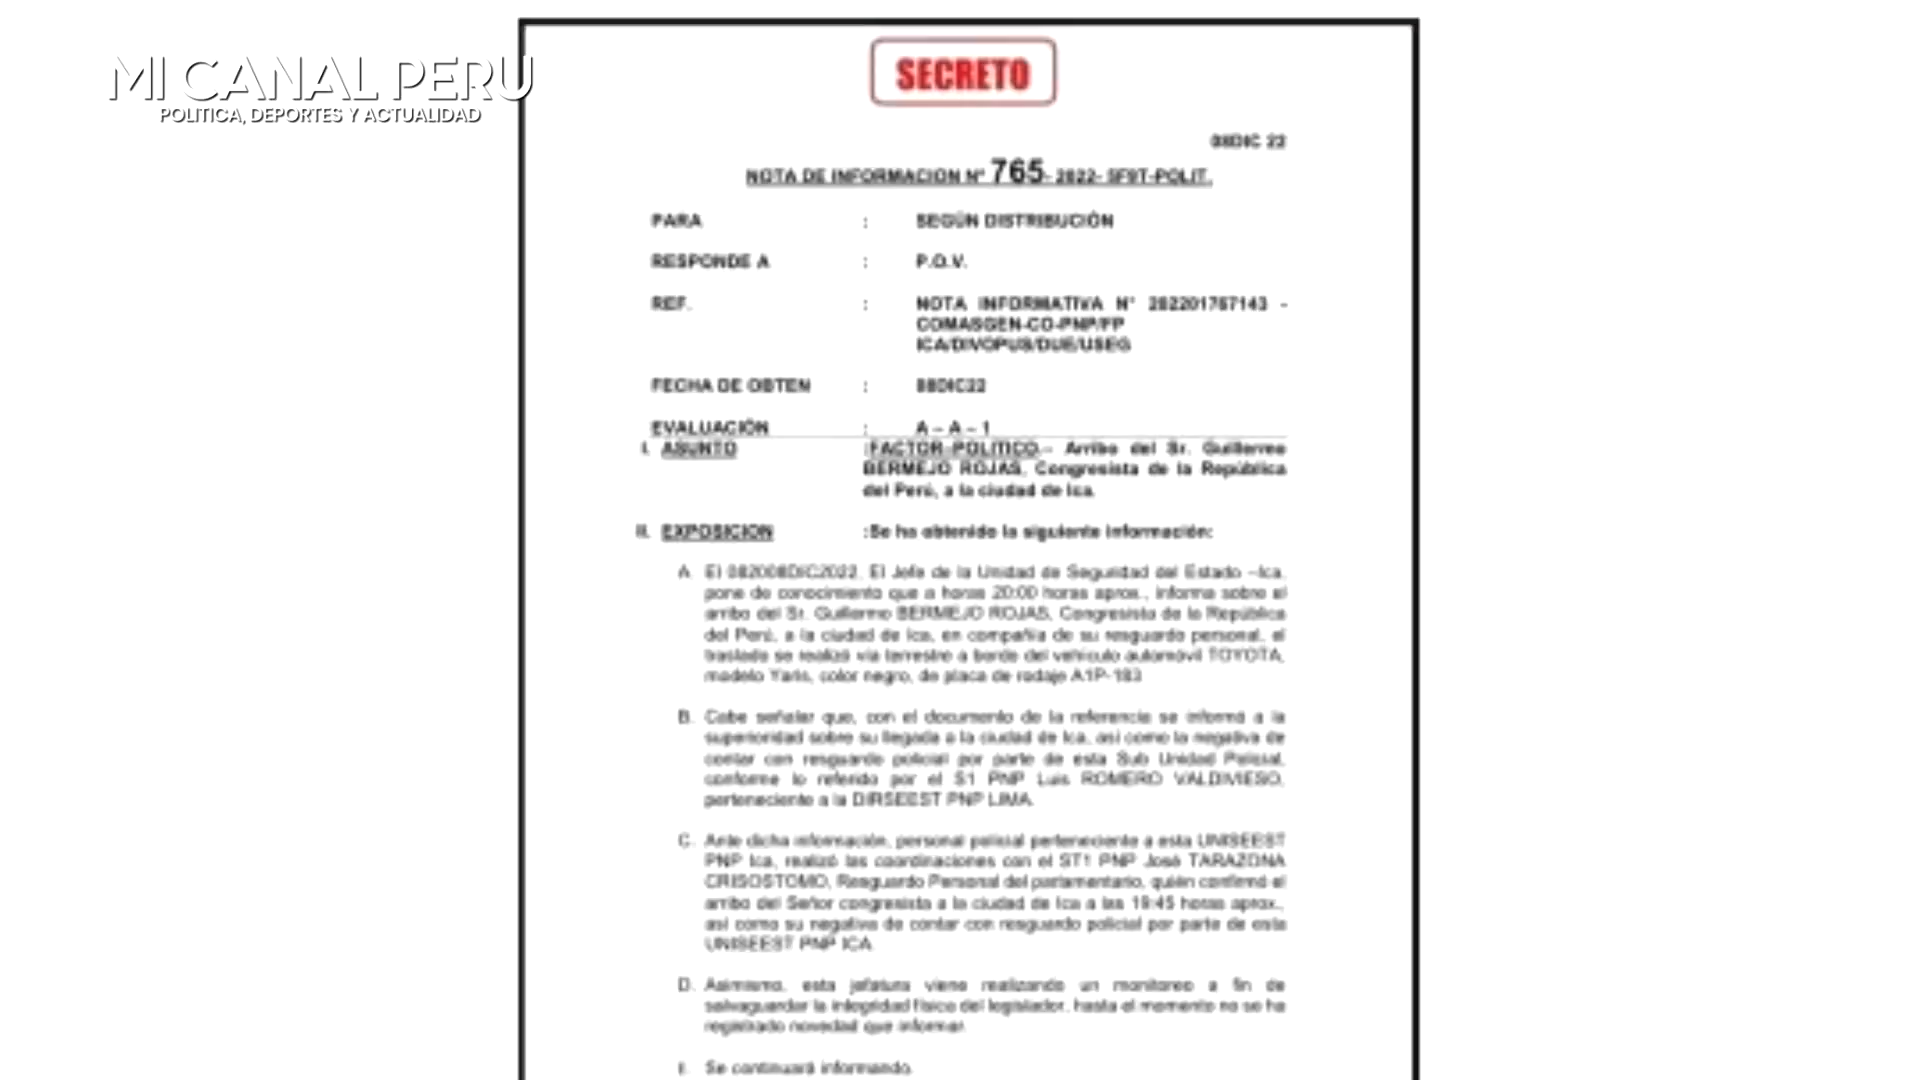 MI CANAL PERU
POLITICA, DEPORTES Y ACTUALIDAD
SECRETO
08DIC 22
NOTA DE INFORMACION N° 765- 2022- SF9T-POLIT.
PARA : SEGÚN DISTRIBUCIÓN
RESPONDE A : P.O.V.
REF. : NOTA INFORMATIVA N° 202201767143 -
COMASGEN-CO-PNP/FP
ICA/DIVOPUS/DUE/USEG
FECHA DE OBTEN : 08DIC22
EVALUACIÓN : A – A – 1
I. ASUNTO :FACTOR POLITICO.- Arribo del Sr. Guillermo
BERMEJO ROJAS, Congresista de la República
del Perú, a la ciudad de Ica.
II. EXPOSICION :Se ha obtenido la siguiente información:
A. El 082008DIC2022, El Jefe de la Unidad de Seguridad del Estado –Ica,
pone de conocimiento que a horas 20:00 horas aprox., informa sobre el
arribo del Sr. Guillermo BERMEJO ROJAS, Congresista de la República
del Perú, a la ciudad de Ica, en compañía de su resguardo personal, el
traslado se realizó vía terrestre a bordo del vehículo automóvil TOYOTA,
modelo Yaris, color negro, de placa de rodaje A1P-183
B. Cabe señalar que, con el documento de la referencia se informó a la
superioridad sobre su llegada a la ciudad de Ica, así como la negativa de
contar con resguardo policial por parte de esta Sub Unidad Policial,
conforme lo referido por el S1 PNP Luis ROMERO VALDIVIESO,
perteneciente a la DIRSEEST PNP LIMA.
C. Ante dicha información, personal policial perteneciente a esta UNISEEST
PNP Ica, realizó las coordinaciones con el ST1 PNP José TARAZONA
CRISOSTOMO, Resguardo Personal del parlamentario, quién confirmó el
arribo del Señor congresista a la ciudad de Ica a las 19:45 horas aprox.,
así como su negativa de contar con resguardo policial por parte de esta
UNISEEST PNP ICA.
D. Asimismo, esta jefatura viene realizando un monitoreo a fin de
salvaguardar la integridad física del legislador, hasta el momento no se ha
registrado novedad que informar.
Se continuará informando.